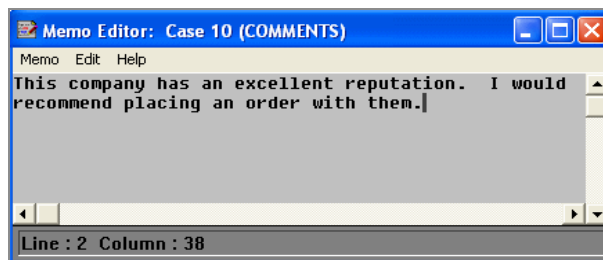 Memo Editor: Case 10 (COMMENTS)
Memo Edit Help
This company has an excellent reputation.  I would
recommend placing an order with them.
Line : 2 Column : 38